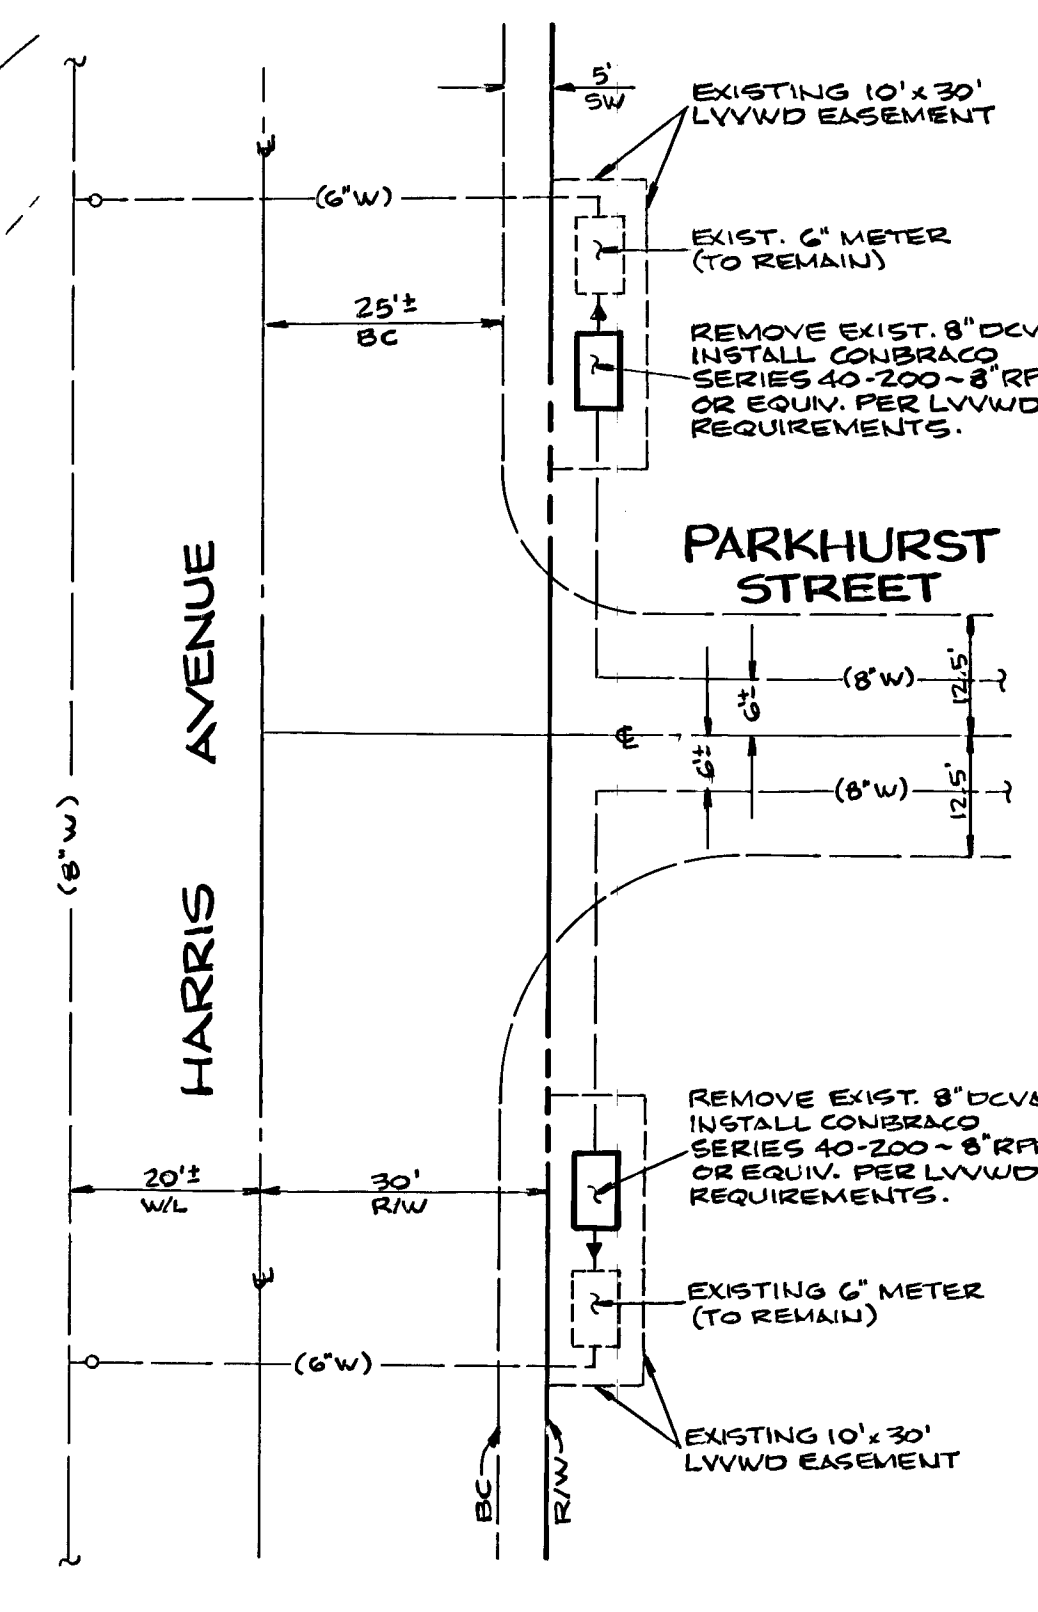 5'
SW
EXISTING 10' x 30'
LVVWD EASEMENT
℄
(6"W)
EXIST. 6" METER
(TO REMAIN)
25'±
BC
REMOVE EXIST. 8" DCV
INSTALL CONBRACO
SERIES 40-200 ~ 8" RP
OR EQUIV. PER LVVWD
REQUIREMENTS.
PARKHURST
STREET
HARRIS AVENUE
(8"W)
12.5'
6'±
℄
6'±
(8"W)
12.5'
(8"W)
REMOVE EXIST. 8" DCVA
INSTALL CONBRACO
SERIES 40-200 ~ 8" RP
OR EQUIV. PER LVVWD
REQUIREMENTS.
20'±
W/L
30'
R/W
℄
EXISTING 6" METER
(TO REMAIN)
(6"W)
EXISTING 10' x 30'
LVVWD EASEMENT
BC
R/W